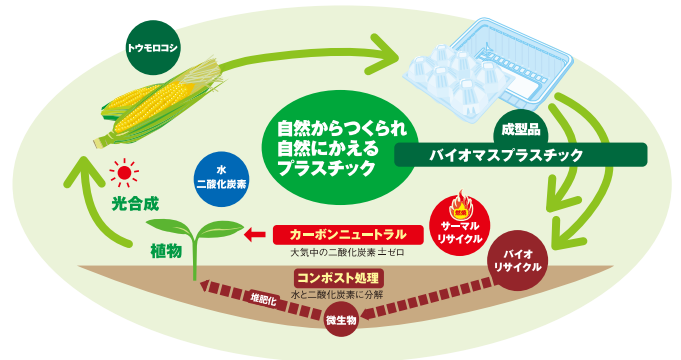 トウモロコシ
成型品
バイオマスプラスチック
自然からつくられ
自然にかえる
プラスチック
水
二酸化炭素
光合成
植物
カーボンニュートラル
大気中の二酸化炭素±ゼロ
燃焼
サーマル
リサイクル
バイオ
リサイクル
コンポスト処理
水と二酸化炭素に分解
堆肥化
微生物